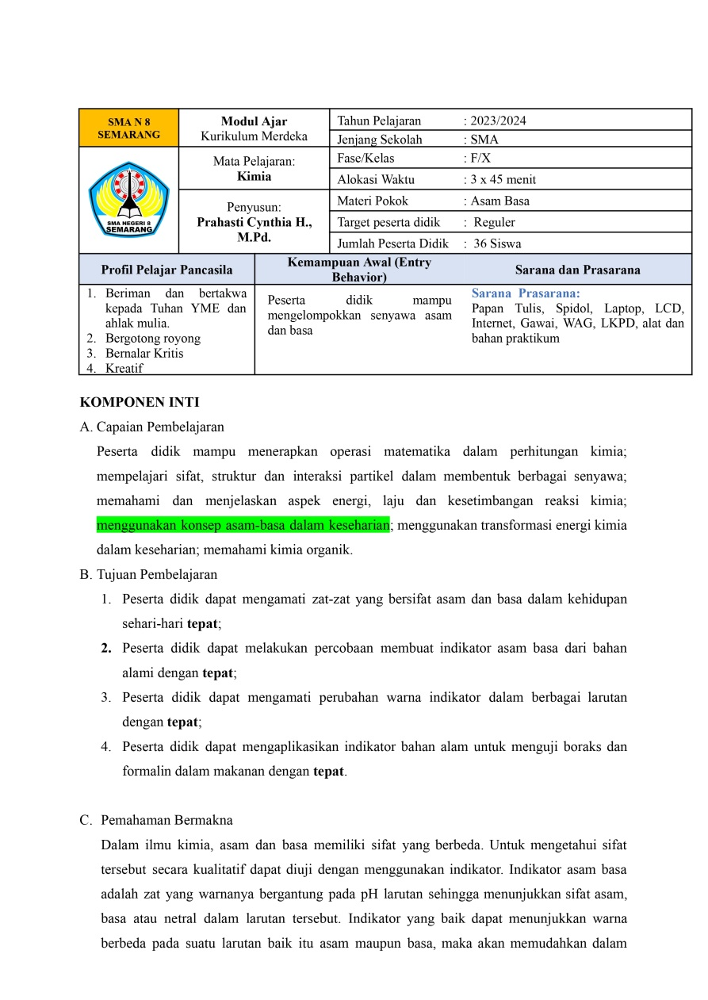 SMA N 8
SEMARANG
Modul Ajar
Kurikulum Merdeka
Tahun Pelajaran : 2023/2024
Jenjang Sekolah : SMA
SMA NEGERI 8
SEMARANG
Mata Pelajaran:
Kimia
Fase/Kelas : F/X
Alokasi Waktu : 3 x 45 menit
Penyusun:
Prahasti Cynthia H.,
M.Pd.
Materi Pokok : Asam Basa
Target peserta didik : Reguler
Jumlah Peserta Didik : 36 Siswa
Profil Pelajar Pancasila
Kemampuan Awal (Entry
Behavior)
Sarana dan Prasarana
1. Beriman dan bertakwa
kepada Tuhan YME dan
ahlak mulia.
2. Bergotong royong
3. Bernalar Kritis
4. Kreatif
Peserta didik mampu
mengelompokkan senyawa asam
dan basa
Sarana Prasarana:
Papan Tulis, Spidol, Laptop, LCD,
Internet, Gawai, WAG, LKPD, alat dan
bahan praktikum
KOMPONEN INTI
A. Capaian Pembelajaran
Peserta didik mampu menerapkan operasi matematika dalam perhitungan kimia;
mempelajari sifat, struktur dan interaksi partikel dalam membentuk berbagai senyawa;
memahami dan menjelaskan aspek energi, laju dan kesetimbangan reaksi kimia;
menggunakan konsep asam-basa dalam keseharian; menggunakan transformasi energi kimia
dalam keseharian; memahami kimia organik.
B. Tujuan Pembelajaran
1. Peserta didik dapat mengamati zat-zat yang bersifat asam dan basa dalam kehidupan
sehari-hari tepat;
2. Peserta didik dapat melakukan percobaan membuat indikator asam basa dari bahan
alami dengan tepat;
3. Peserta didik dapat mengamati perubahan warna indikator dalam berbagai larutan
dengan tepat;
4. Peserta didik dapat mengaplikasikan indikator bahan alam untuk menguji boraks dan
formalin dalam makanan dengan tepat.
C. Pemahaman Bermakna
Dalam ilmu kimia, asam dan basa memiliki sifat yang berbeda. Untuk mengetahui sifat
tersebut secara kualitatif dapat diuji dengan menggunakan indikator. Indikator asam basa
adalah zat yang warnanya bergantung pada pH larutan sehingga menunjukkan sifat asam,
basa atau netral dalam larutan tersebut. Indikator yang baik dapat menunjukkan warna
berbeda pada suatu larutan baik itu asam maupun basa, maka akan memudahkan dalam